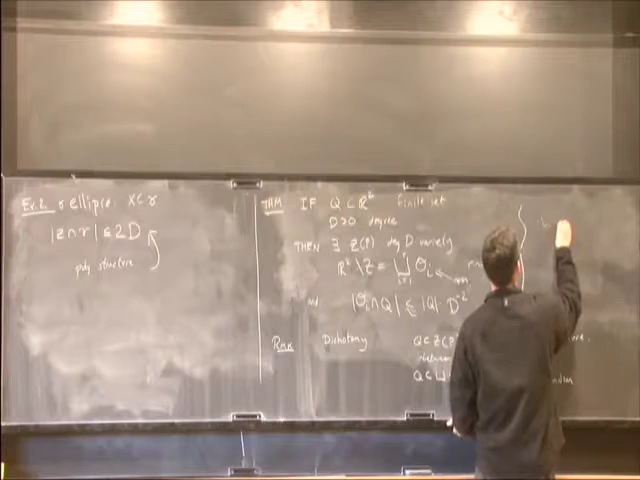 Ex.2. γ ellipse. X ⊂ γ
|Z ∩ γ| ≤ 2D
poly structure
THM IF Q ⊂ ℝ² finite set
D>0 degree
THEN ∃ Z(P) deg D variety
ℝ² \ Z = ⊔ O_i
|O_i ∩ Q| ≲ |Q| · D⁻²
RMK Dichotomy Q ⊂ Z(P)
Q ⊂ ⊔